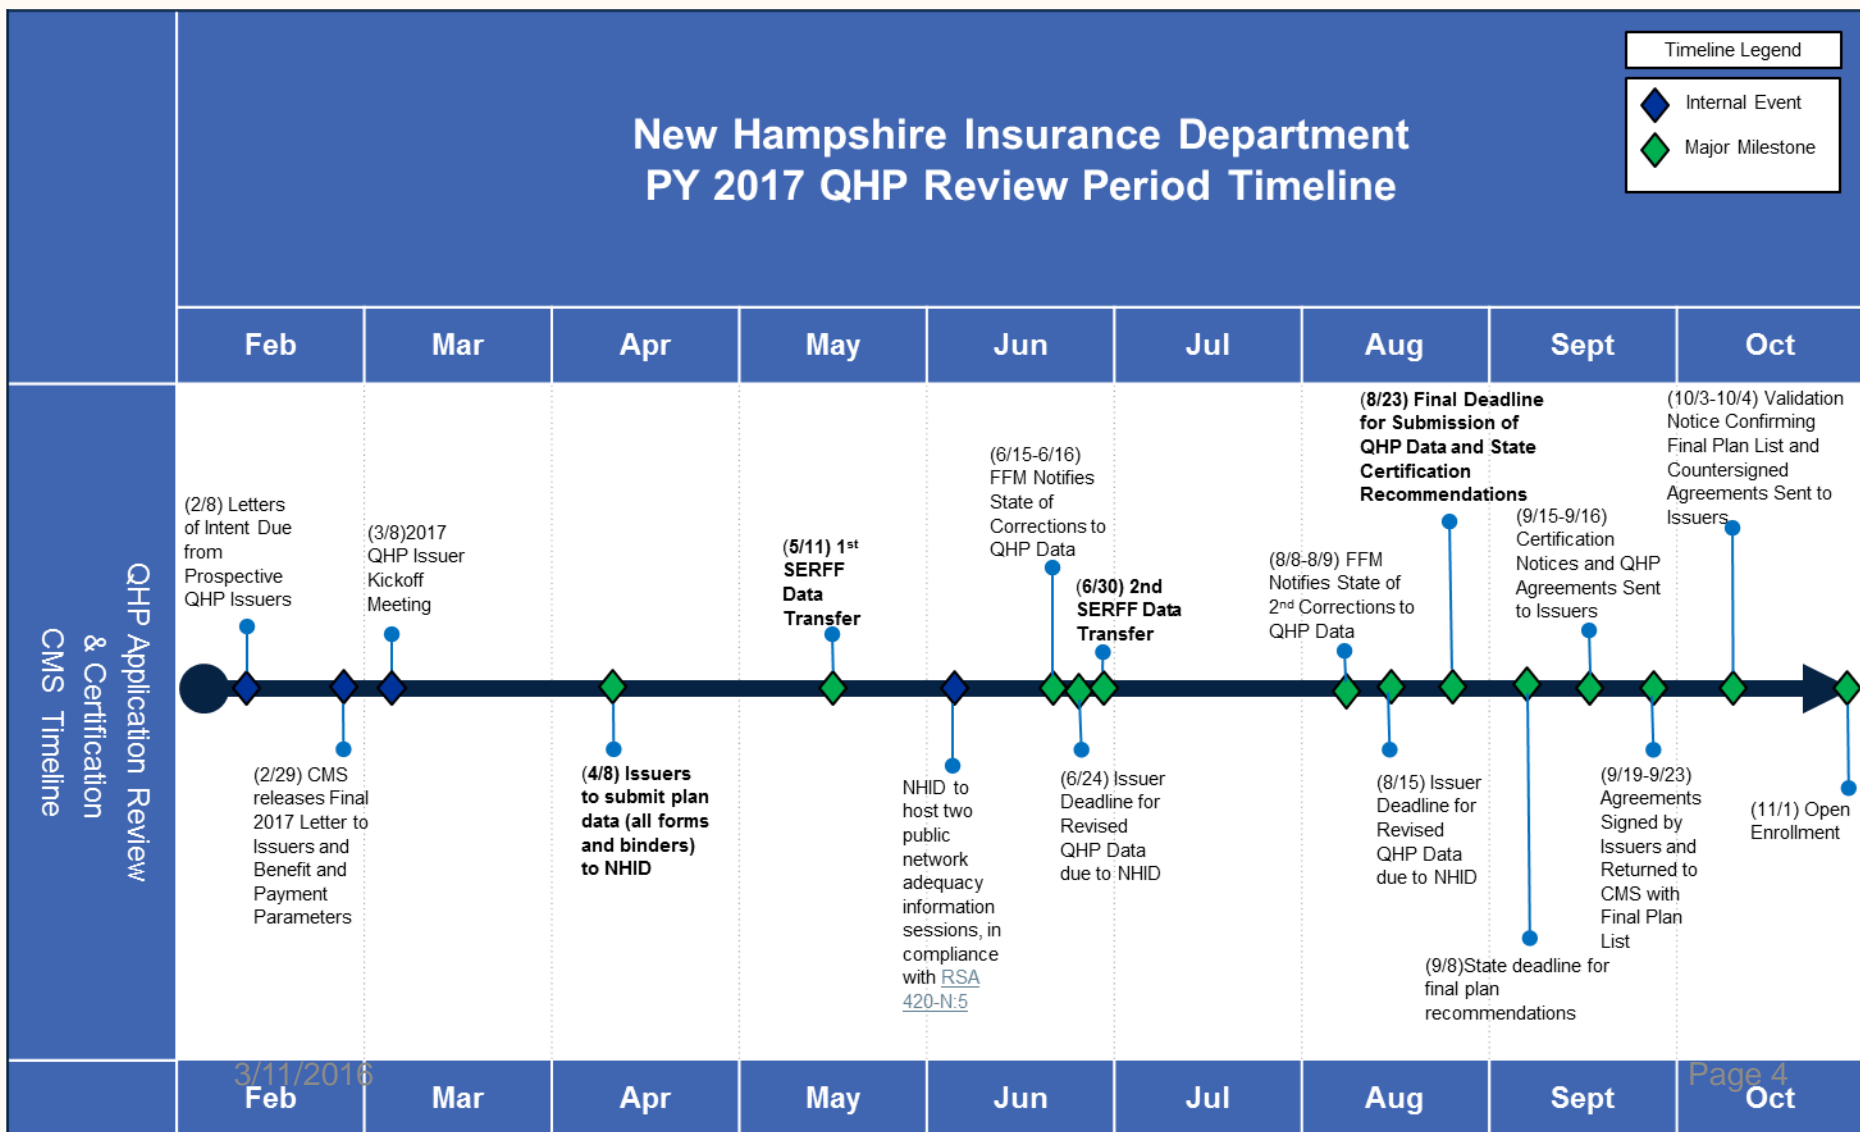 Timeline Legend
Internal Event
Major Milestone
New Hampshire Insurance Department
PY 2017 QHP Review Period Timeline
Feb
Mar
Apr
May
Jun
Jul
Aug
Sept
Oct
QHP Application Review
& Certification
CMS Timeline
(2/8) Letters
of Intent Due
from
Prospective
QHP Issuers
(2/29) CMS
releases Final
2017 Letter to
Issuers and
Benefit and
Payment
Parameters
(3/8)2017
QHP Issuer
Kickoff
Meeting
(4/8) Issuers
to submit plan
data (all forms
and binders)
to NHID
(5/11) 1st
SERFF
Data
Transfer
NHID to
host two
public
network
adequacy
information
sessions, in
compliance
with RSA
420-N:5
(6/15-6/16)
FFM Notifies
State of
Corrections to
QHP Data
(6/24) Issuer
Deadline for
Revised
QHP Data
due to NHID
(6/30) 2nd
SERFF Data
Transfer
(8/8-8/9) FFM
Notifies State of
2nd Corrections to
QHP Data
(8/15) Issuer
Deadline for
Revised
QHP Data
due to NHID
(8/23) Final Deadline
for Submission of
QHP Data and State
Certification
Recommendations
(9/8)State deadline for
final plan
recommendations
(9/15-9/16)
Certification
Notices and QHP
Agreements Sent
to Issuers
(9/19-9/23)
Agreements
Signed by
Issuers and
Returned to
CMS with
Final Plan
List
(10/3-10/4) Validation
Notice Confirming
Final Plan List and
Countersigned
Agreements Sent to
Issuers
(11/1) Open
Enrollment
3/11/2016
Page 4
Feb
Mar
Apr
May
Jun
Jul
Aug
Sept
Oct